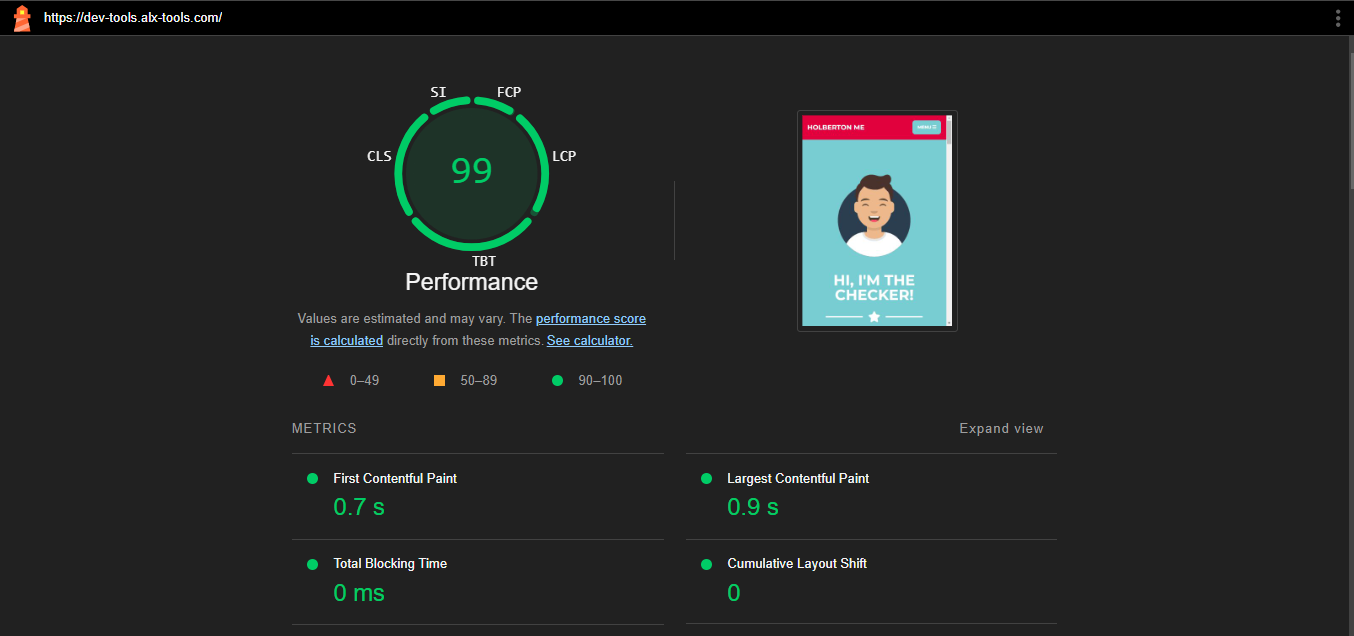 https://dev-tools.alx-tools.com/
SI
FCP
CLS
LCP
99
TBT
Performance
Values are estimated and may vary. The performance score
is calculated directly from these metrics. See calculator.
0–49
50–89
90–100
HOLBERTON ME
MENU
HI, I'M THE
CHECKER!
METRICS
Expand view
First Contentful Paint
0.7 s
Largest Contentful Paint
0.9 s
Total Blocking Time
0 ms
Cumulative Layout Shift
0